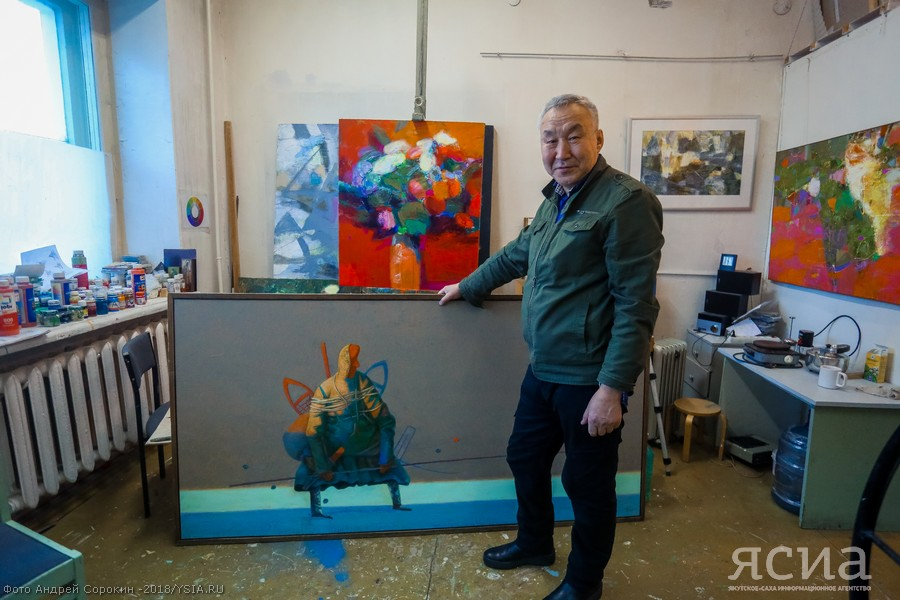 ЯСИА
ЯКУТСКОЕ-САХА ИНФОРМАЦИОННОЕ АГЕНТСТВО
Фото Андрей Сорокин -2018/YSIA.RU